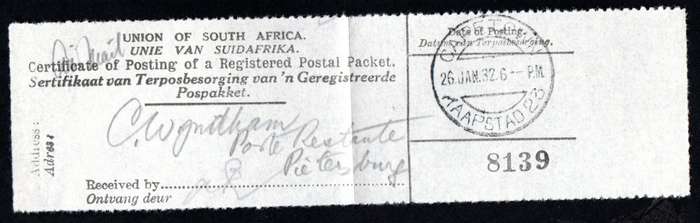 Air Mail
UNION OF SOUTH AFRICA.
UNIE VAN SUIDAFRIKA.
Certificate of Posting of a Registered Postal Packet.
Sertifikaat van Terposbesorging van 'n Geregistreerde
Pospakket.
Address:
Adres:
C. Wyndham
Poste Restante
Pietersburg
Received by
Ontvang deur
Date of Posting.
Datum van Terposbesorging.
26. JAN. 32. 6 — P.M.
KAAPSTAD 23
8139